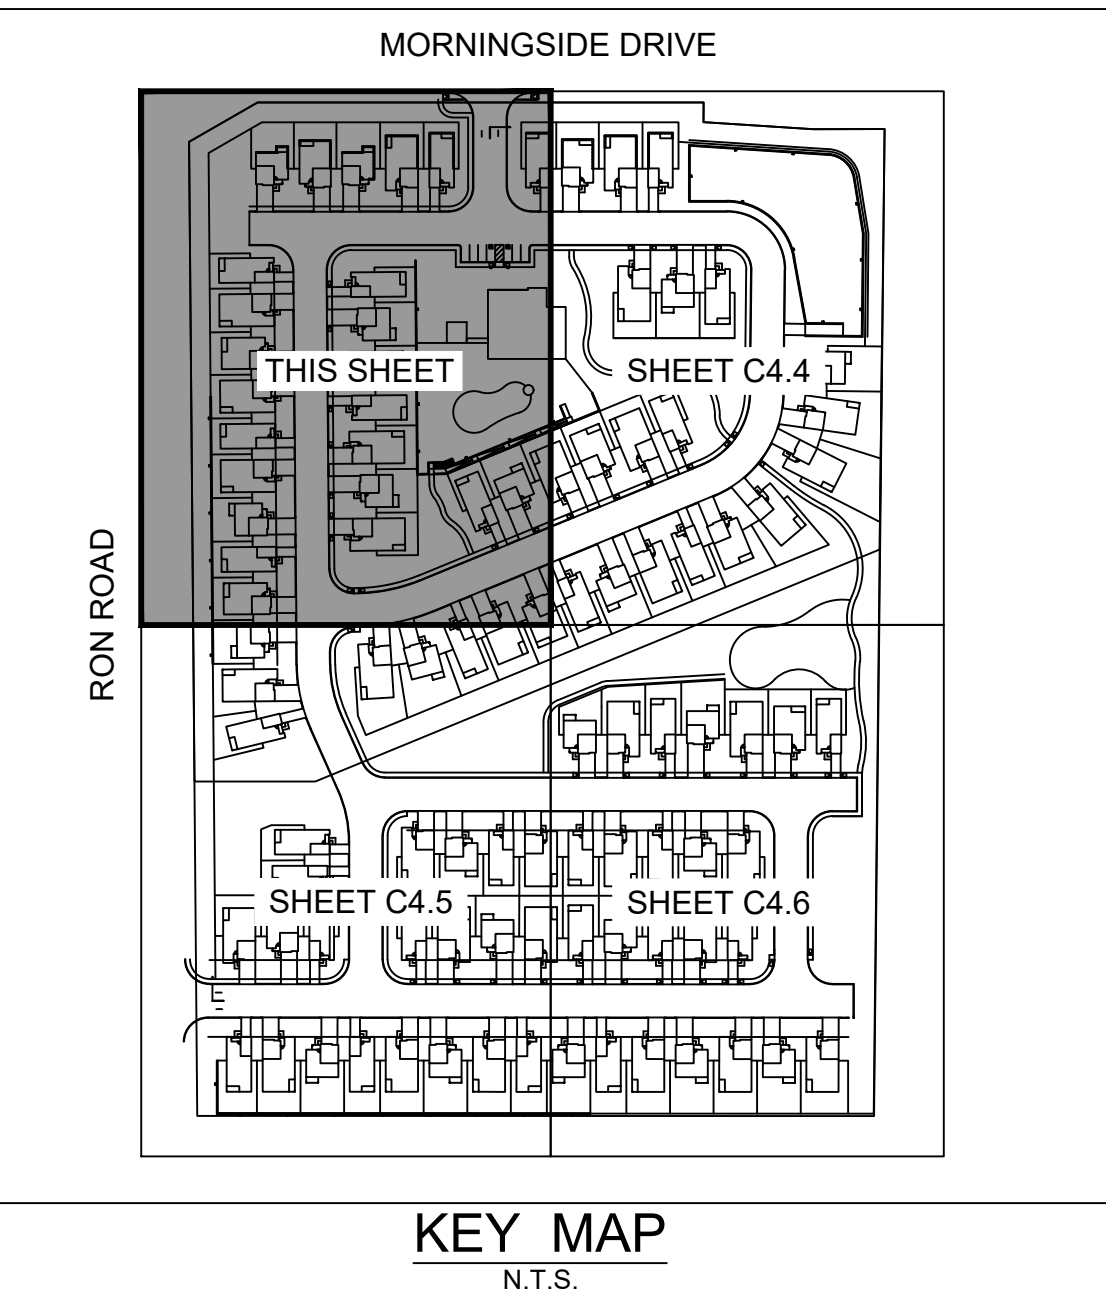 MORNINGSIDE DRIVE
THIS SHEET
SHEET C4.4
RON ROAD
SHEET C4.5
SHEET C4.6
KEY MAP
N.T.S.